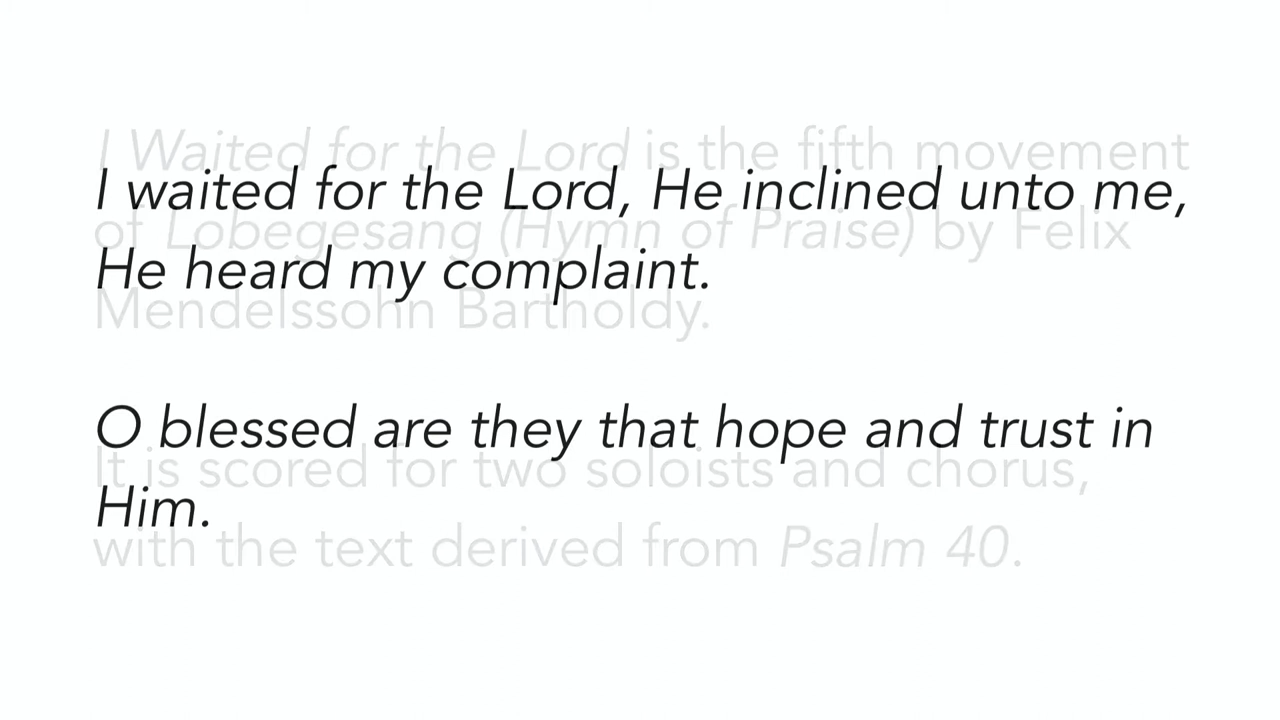 I Waited for the Lord is the fifth movement
I waited for the Lord, He inclined unto me,
of Lobegesang (Hymn of Praise) by Felix
He heard my complaint.
Mendelssohn Bartholdy.
O blessed are they that hope and trust in
It is scored for two soloists and chorus,
Him.
with the text derived from Psalm 40.